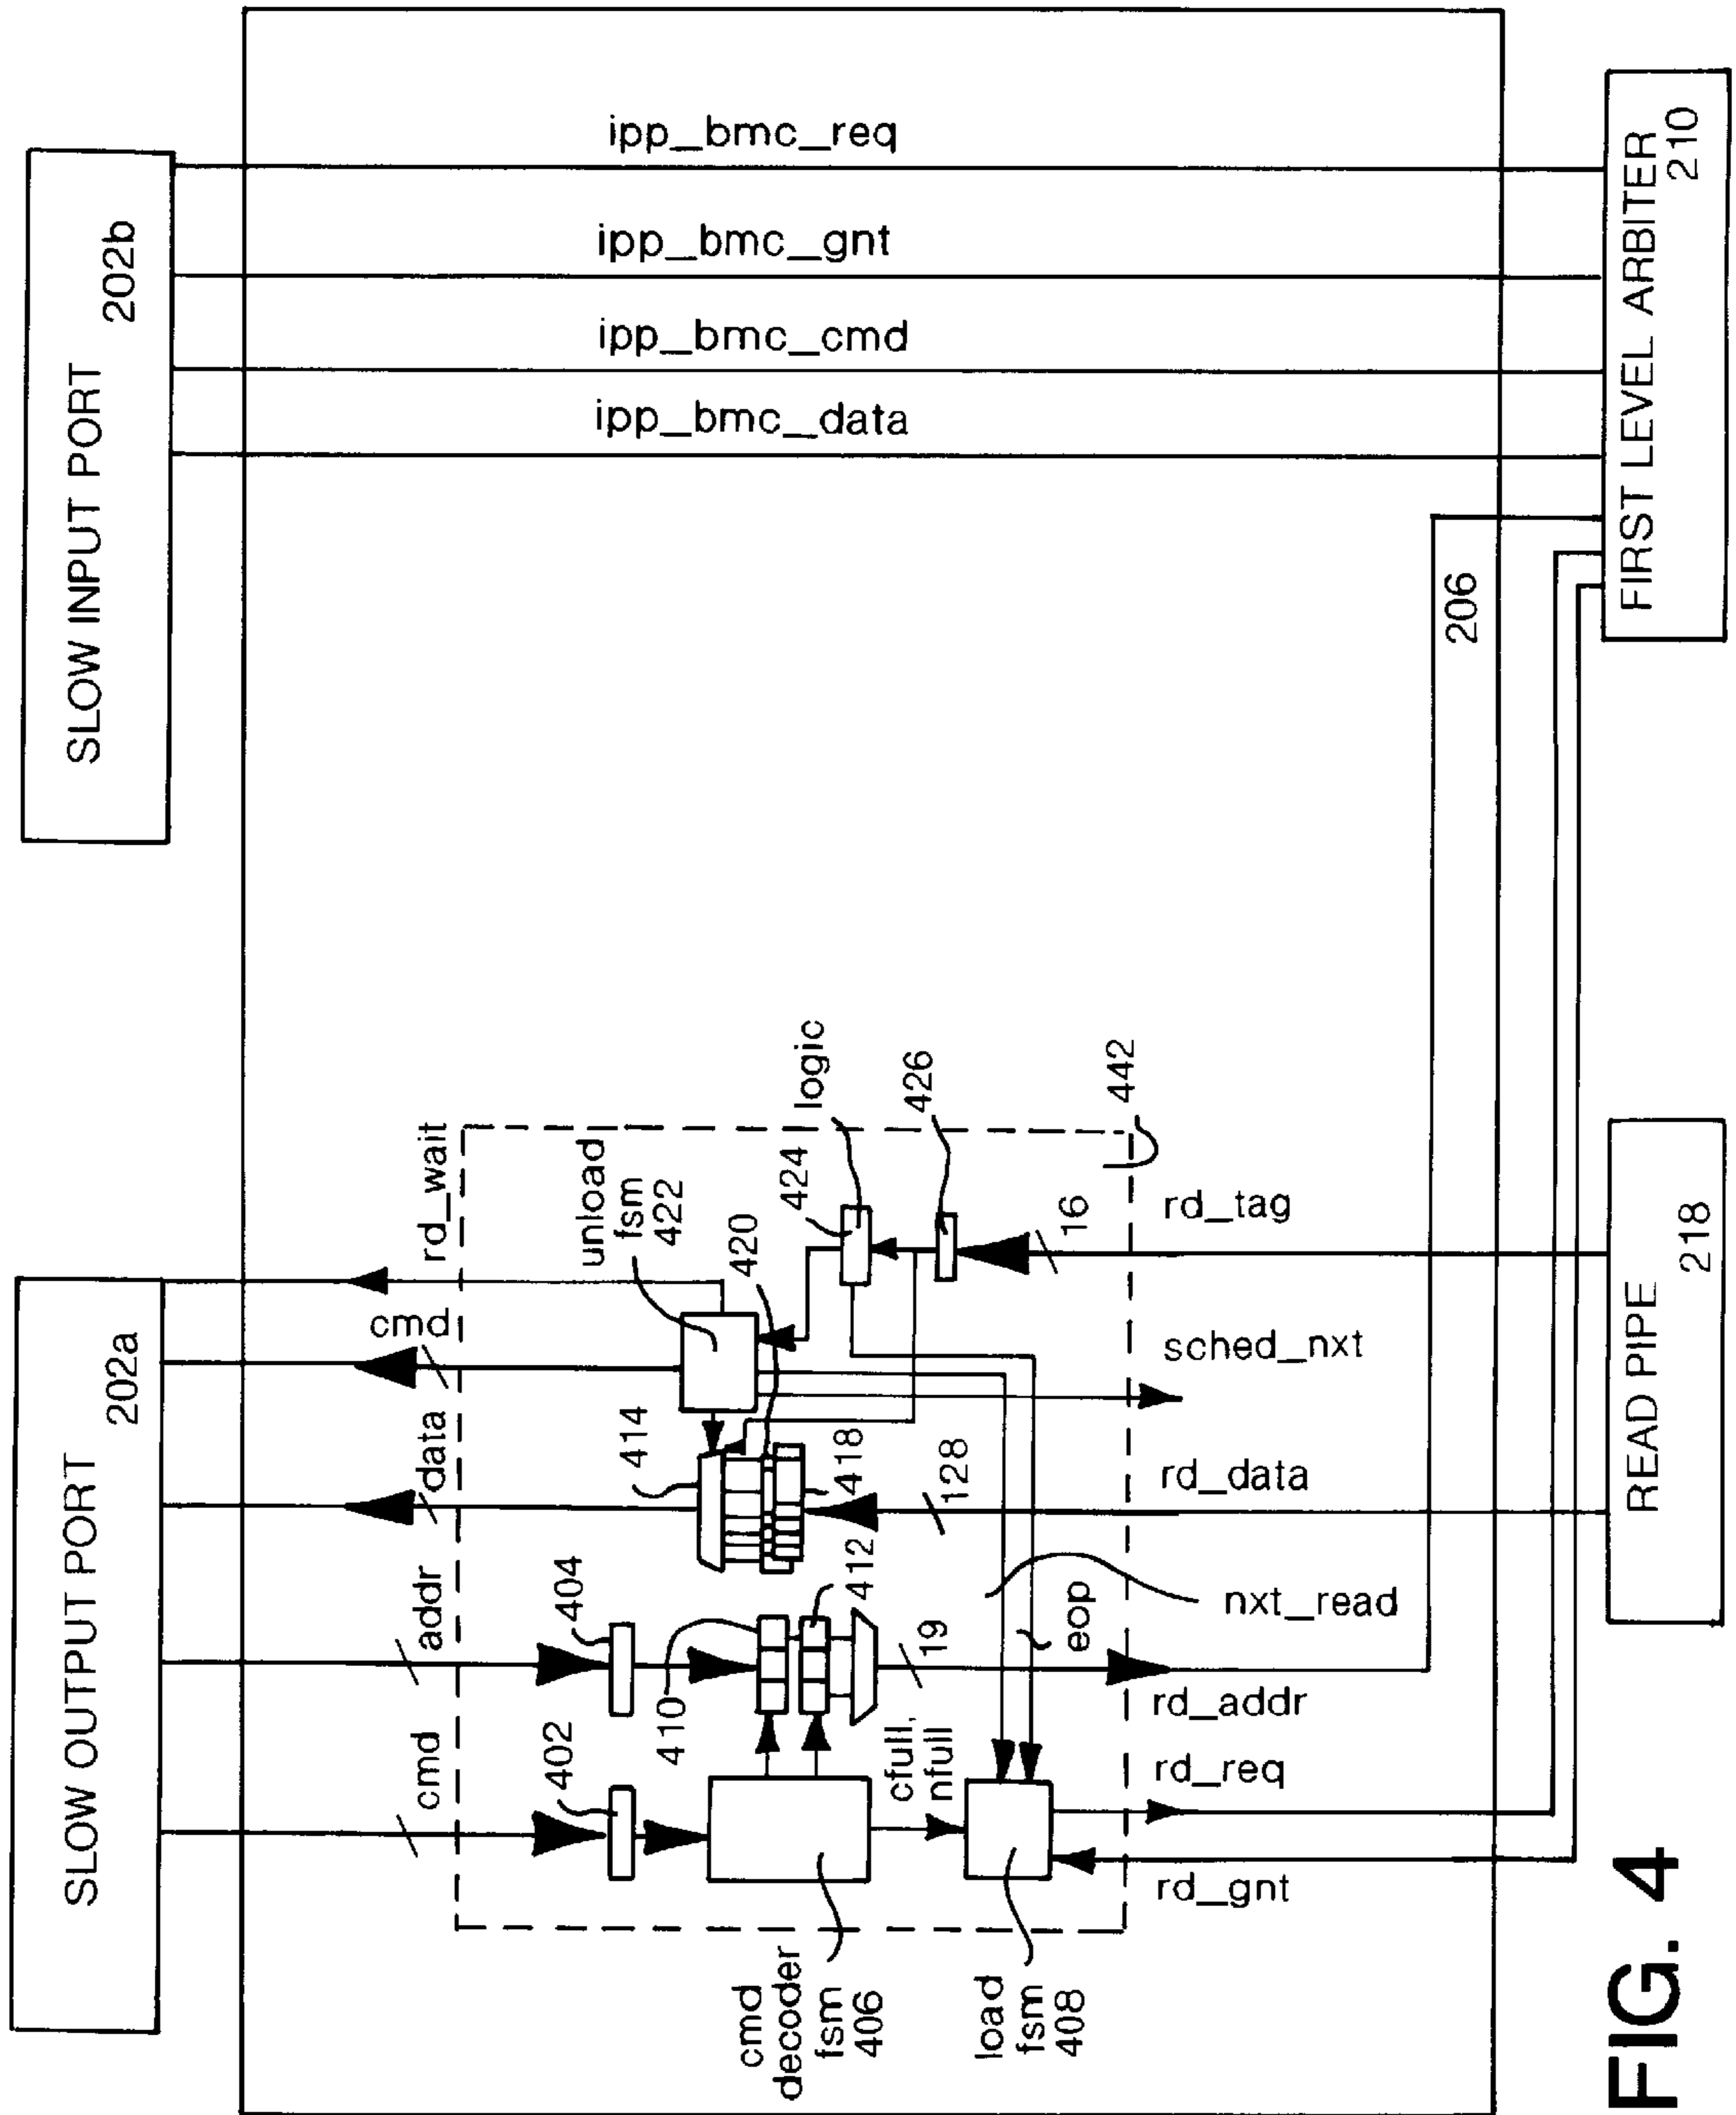 SLOW OUTPUT PORT
202a
SLOW INPUT PORT
202b
cmd
addr
data
cmd
rd_wait
ipp_bmc_data
ipp_bmc_cmd
ipp_bmc_gnt
ipp_bmc_req
402
404
414
unload
fsm
422
420
424
logic
426
442
cmd
decoder
fsm
406
410
412
418
cfull,
nfull
19
128
16
load
fsm
408
eop
nxt_read
sched_nxt
rd_gnt
rd_req
rd_addr
rd_data
rd_tag
206
READ PIPE
218
FIRST LEVEL ARBITER
210
FIG. 4